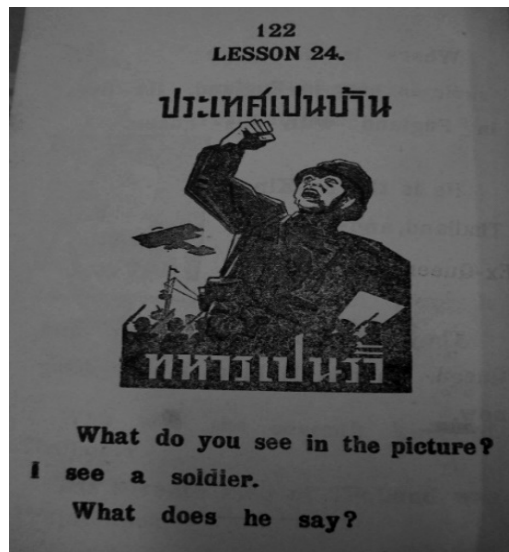 122
LESSON 24.
ประเทศเปนบ้าน
ทหารเปนรั้ว
What do you see in the picture?
I see a soldier.
What does he say?